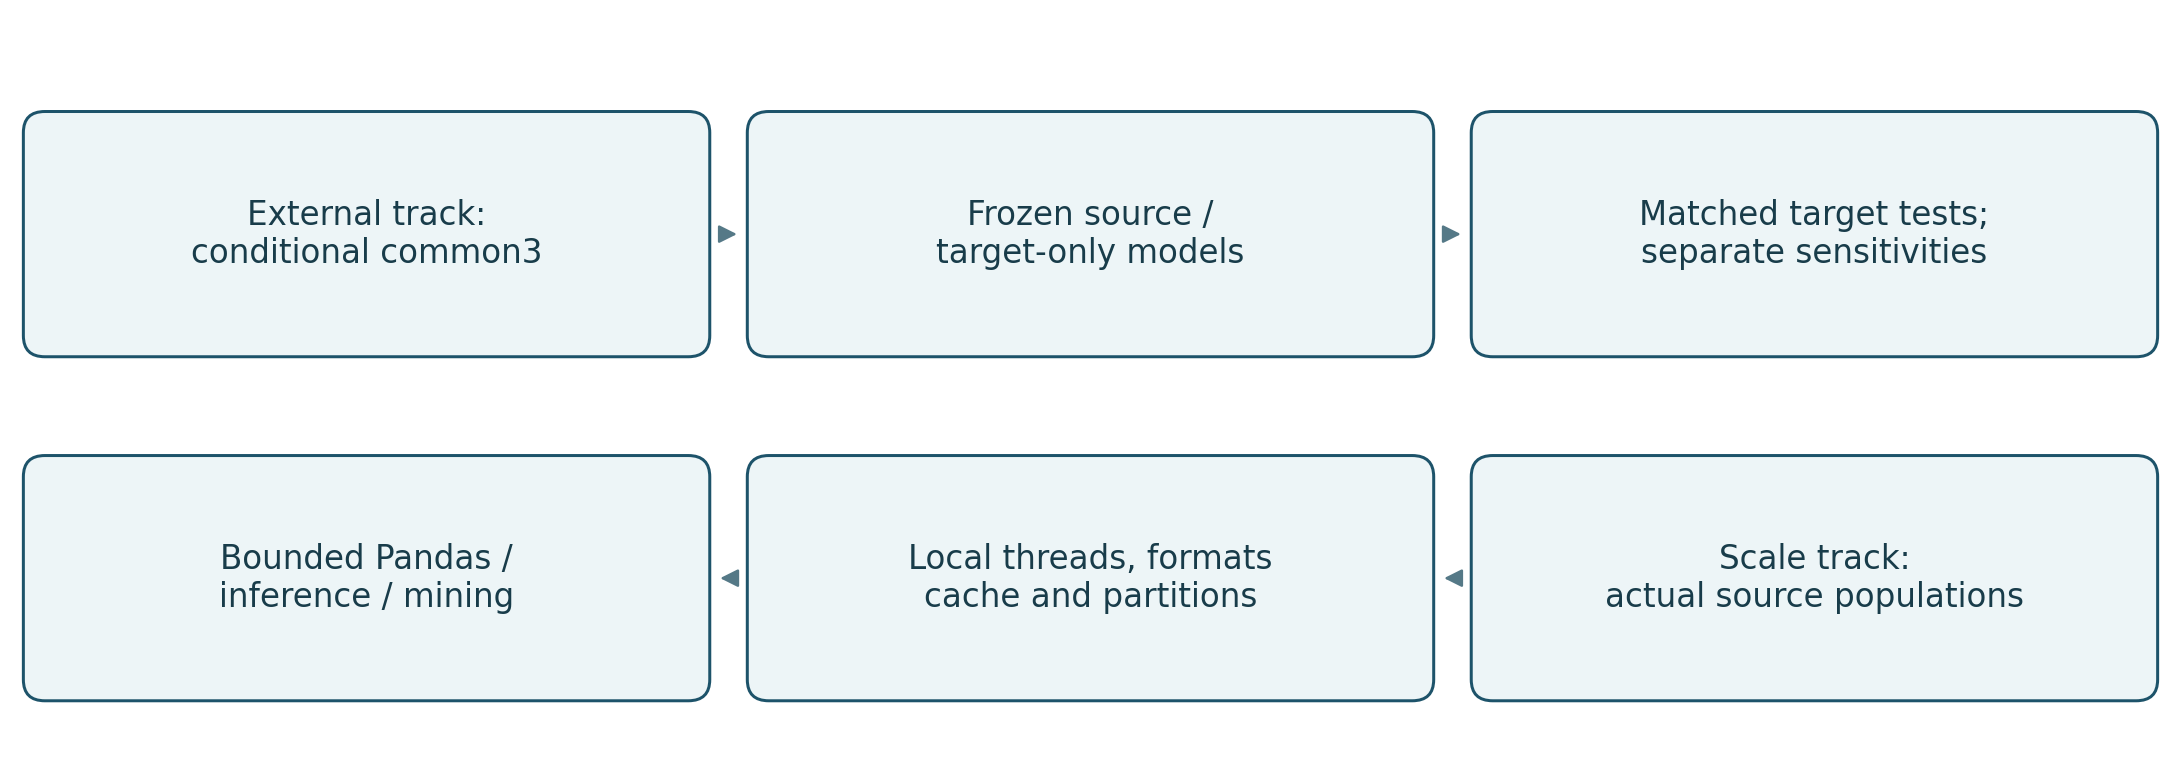 External track:
conditional common3
Frozen source /
target-only models
Matched target tests;
separate sensitivities
Bounded Pandas /
inference / mining
Local threads, formats
cache and partitions
Scale track:
actual source populations